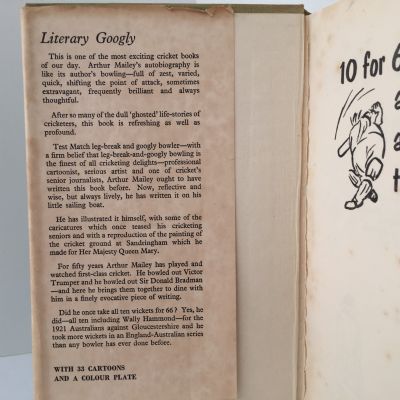 Literary Googly
This is one of the most exciting cricket books
of our day. Arthur Mailey's autobiography is
like its author's bowling—full of zest, varied,
quick, shifting the point of attack, sometimes
extravagant, frequently brilliant and always
thoughtful.
After so many of the dull 'ghosted' life-stories of
cricketers, this book is refreshing as well as
profound.
Test Match leg-break and googly bowler—with
a firm belief that leg-break-and-googly bowling is
the finest of all cricketing delights—professional
cartoonist, serious artist and one of cricket's
senior journalists, Arthur Mailey ought to have
written this book before. Now, reflective and
wise, but always lively, he has written it on his
little sailing boat.
He has illustrated it himself, with some of the
caricatures which once teased his cricketing
seniors and with a reproduction of the painting of
the cricket ground at Sandringham which he
made for Her Majesty Queen Mary.
For fifty years Arthur Mailey has played and
watched first-class cricket. He bowled out Victor
Trumper and he bowled out Sir Donald Bradman
—and here he brings them together to dine with
him in a finely evocative piece of writing.
Did he once take all ten wickets for 66? Yes, he
did—all ten including Wally Hammond—for the
1921 Australians against Gloucestershire and he
took more wickets in an England-Australian series
than any bowler has ever done before.
WITH 33 CARTOONS
AND A COLOUR PLATE
10 for 6
a
a
t